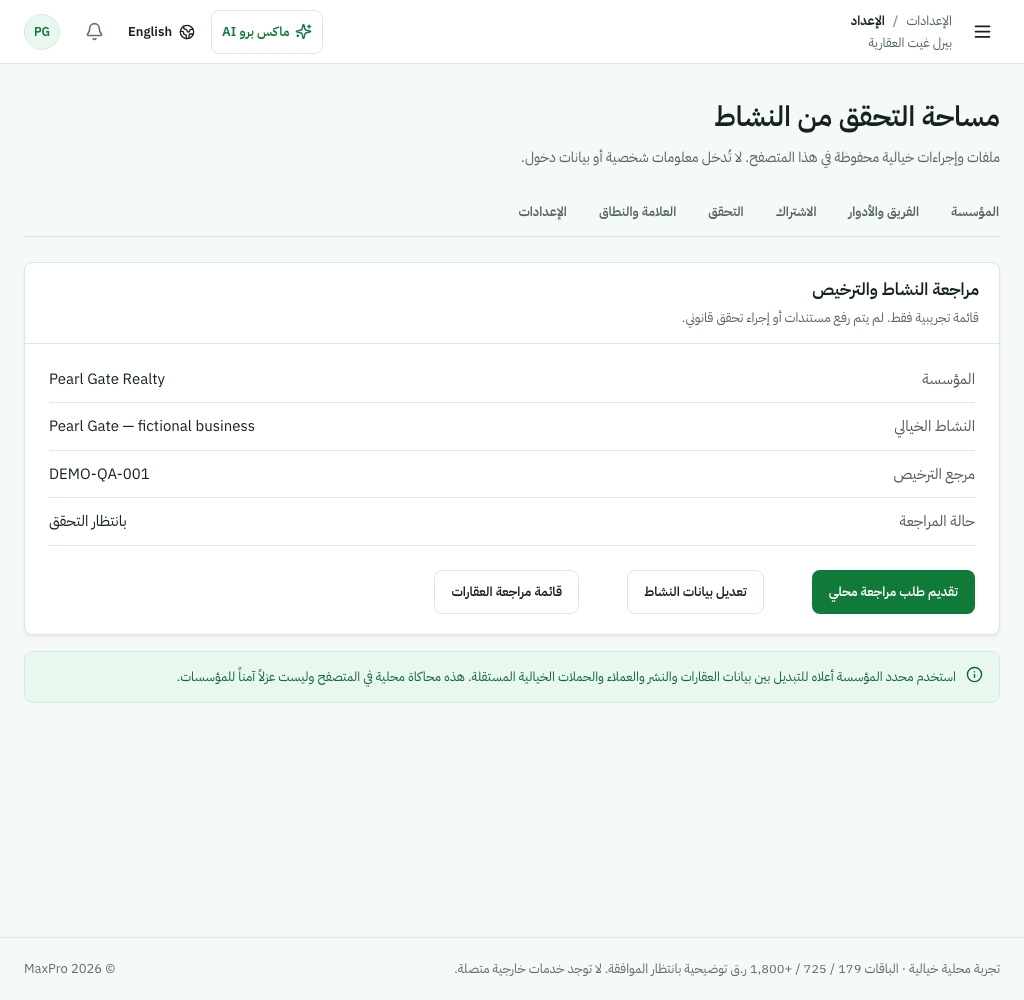 الإعدادات / الإعداد
بيرل غيت العقارية
ماكس برو AI
English
PG
مساحة التحقق من النشاط
ملفات وإجراءات خيالية محفوظة في هذا المتصفح. لا تُدخل معلومات شخصية أو بيانات دخول.
المؤسسة
الفريق والأدوار
الاشتراك
التحقق
العلامة والنطاق
الإعدادات
مراجعة النشاط والترخيص
قائمة تجريبية فقط. لم يتم رفع مستندات أو إجراء تحقق قانوني.
المؤسسة
Pearl Gate Realty
النشاط الخيالي
Pearl Gate — fictional business
مرجع الترخيص
DEMO-QA-001
حالة المراجعة
بانتظار التحقق
تقديم طلب مراجعة محلي
تعديل بيانات النشاط
قائمة مراجعة العقارات
استخدم محدد المؤسسة أعلاه للتبديل بين بيانات العقارات والنشر والعملاء والحملات الخيالية المستقلة. هذه محاكاة محلية في المتصفح وليست عزلاً آمناً للمؤسسات.
تجربة محلية خيالية · الباقات 179 / 725 / +1,800 ر.ق توضيحية بانتظار الموافقة. لا توجد خدمات خارجية متصلة.
MaxPro 2026 ©